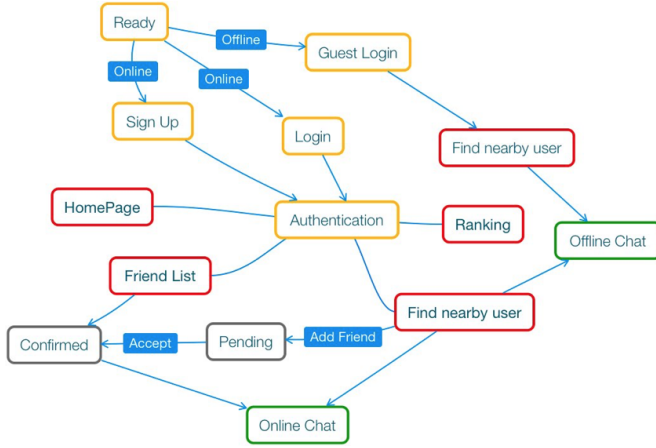 Ready
Offline
Guest Login
Online
Online
Sign Up
Login
Find nearby user
HomePage
Authentication
Ranking
Offline Chat
Friend List
Find nearby user
Confirmed
Accept
Pending
Add Friend
Online Chat